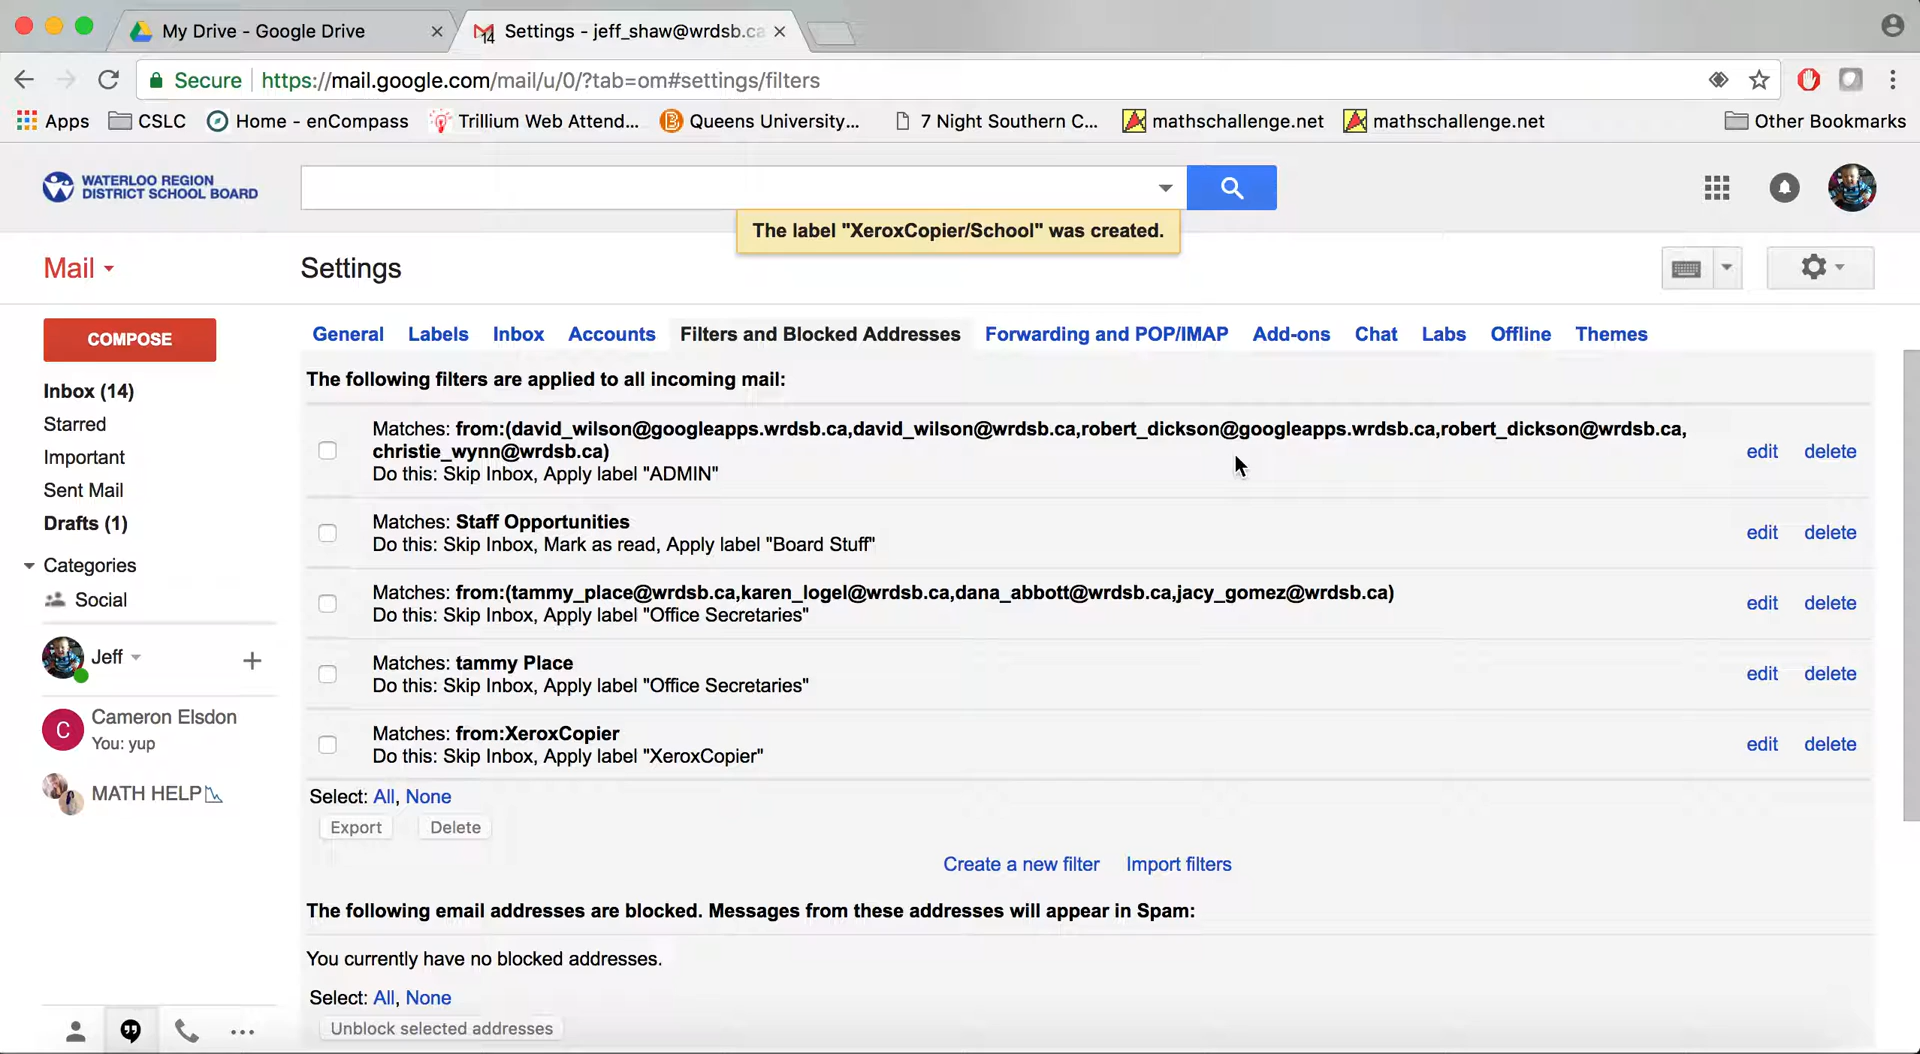 My Drive - Google Drive
Settings - jeff_shaw@wrdsb.ca
Secure
https://mail.google.com/mail/u/0/?tab=om#settings/filters
Apps
CSLC
Home - enCompass
Trillium Web Attend...
Queens University...
7 Night Southern C...
mathschallenge.net
mathschallenge.net
Other Bookmarks
WATERLOO REGION
DISTRICT SCHOOL BOARD
The label "XeroxCopier/School" was created.
Mail
Settings
COMPOSE
Inbox (14)
Starred
Important
Sent Mail
Drafts (1)
Categories
Social
Jeff
C
Cameron Elsdon
You: yup
MATH HELP
General
Labels
Inbox
Accounts
Filters and Blocked Addresses
Forwarding and POP/IMAP
Add-ons
Chat
Labs
Offline
Themes
The following filters are applied to all incoming mail:
Matches: from:(david_wilson@googleapps.wrdsb.ca,david_wilson@wrdsb.ca,robert_dickson@googleapps.wrdsb.ca,robert_dickson@wrdsb.ca,
christie_wynn@wrdsb.ca)
Do this: Skip Inbox, Apply label "ADMIN"
edit delete
Matches: Staff Opportunities
Do this: Skip Inbox, Mark as read, Apply label "Board Stuff"
edit delete
Matches: from:(tammy_place@wrdsb.ca,karen_logel@wrdsb.ca,dana_abbott@wrdsb.ca,jacy_gomez@wrdsb.ca)
Do this: Skip Inbox, Apply label "Office Secretaries"
edit delete
Matches: tammy Place
Do this: Skip Inbox, Apply label "Office Secretaries"
edit delete
Matches: from:XeroxCopier
Do this: Skip Inbox, Apply label "XeroxCopier"
edit delete
Select: All, None
Export
Delete
Create a new filter
Import filters
The following email addresses are blocked. Messages from these addresses will appear in Spam:
You currently have no blocked addresses.
Select: All, None
Unblock selected addresses